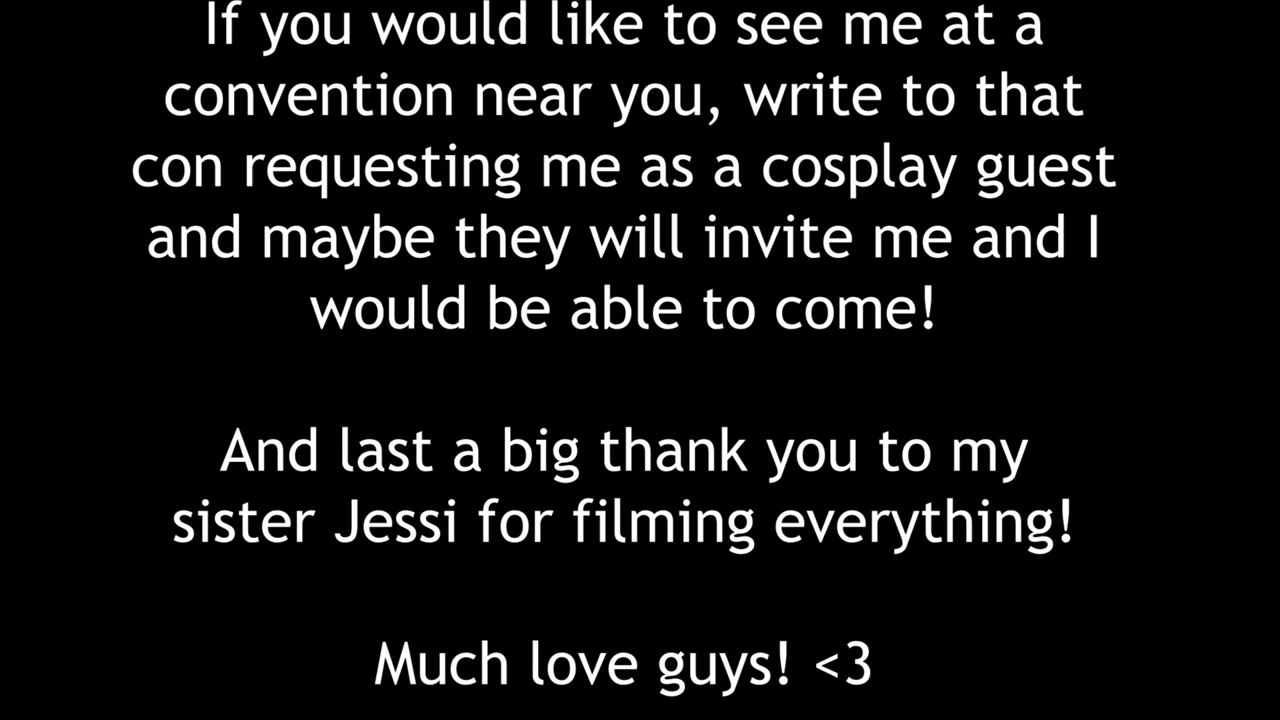 If you would like to see me at a
convention near you, write to that
con requesting me as a cosplay guest
and maybe they will invite me and I
would be able to come!
And last a big thank you to my
sister Jessi for filming everything!
Much love guys! <3